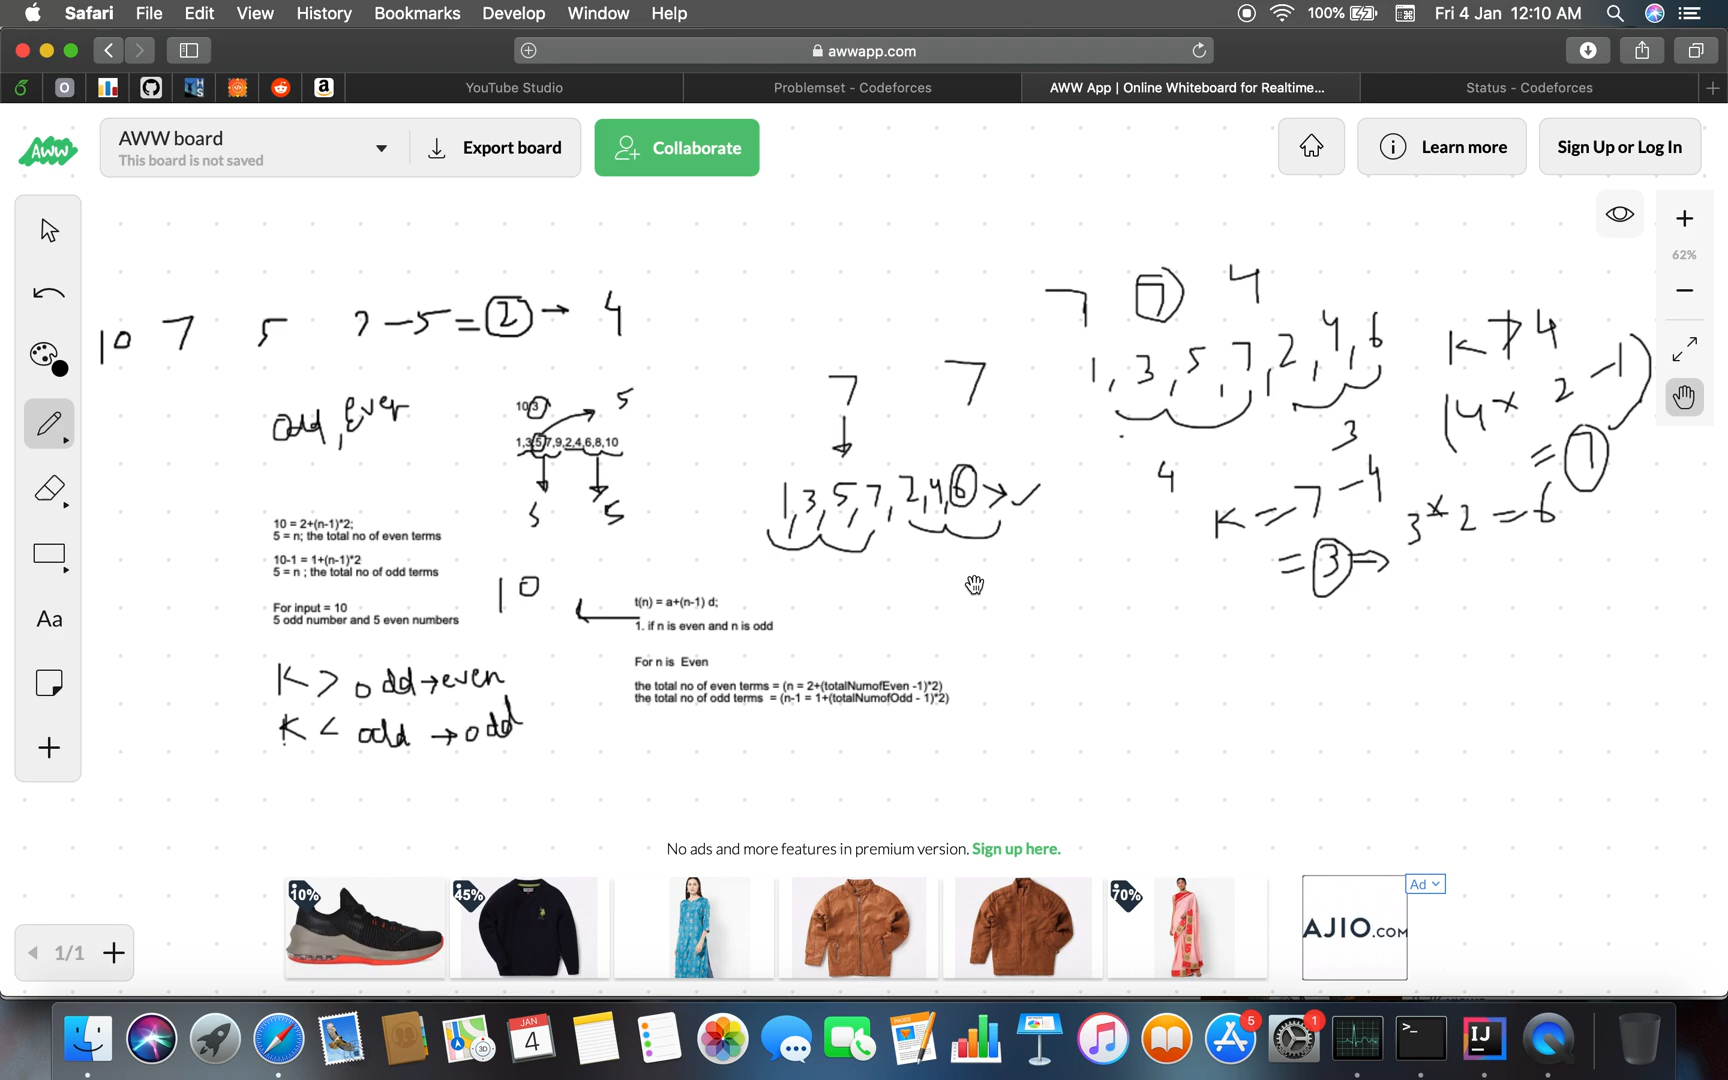 Safari File Edit View History Bookmarks Develop Window Help
100% Fri 4 Jan 12:10 AM
awwapp.com
YouTube Studio
Problemset - Codeforces
AWW App | Online Whiteboard for Realtime...
Status - Codeforces
AWW
AWW board
This board is not saved
Export board
Collaborate
Learn more
Sign Up or Log In
62%
Aa
10 7 5 7-5=2→4
odd, Even
10 3 5
1,3,5,7,9,2,4,6,8,10
5 5
10 = 2+(n-1)*2;
5 = n; the total no of even terms
10-1 = 1+(n-1)*2
5 = n ; the total no of odd terms
For input = 10
5 odd number and 5 even numbers
10
K > odd→even
K < odd →odd
t(n) = a+(n-1) d;
1. if n is even and n is odd
For n is Even
the total no of even terms = (n = 2+(totalNumofEven -1)*2)
the total no of odd terms = (n-1 = 1+(totalNumofOdd - 1)*2)
7 7
1,3,5,7,2,4,6→
7 7 4
1,3,5,7,2,4,6
3
4
K = 7-4
= 3 → 3*2 = 6
(4* 2 -1)
= 7
No ads and more features in premium version. Sign up here.
10%
45%
70%
Ad
AJIO.COM
1/1
JAN
4
3D
5
1
>_
IJ